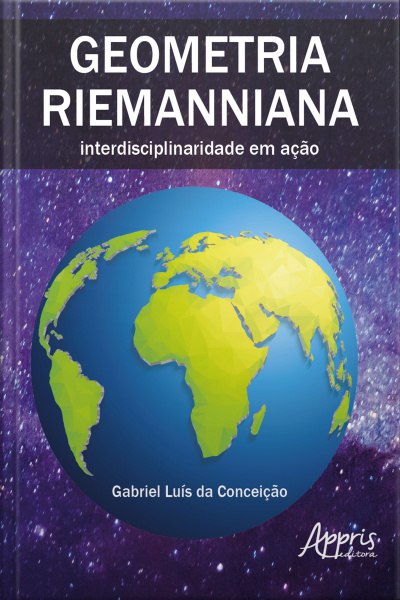 GEOMETRIA
RIEMANNIANA
interdisciplinaridade em ação
Gabriel Luís da Conceição
Appris
editora